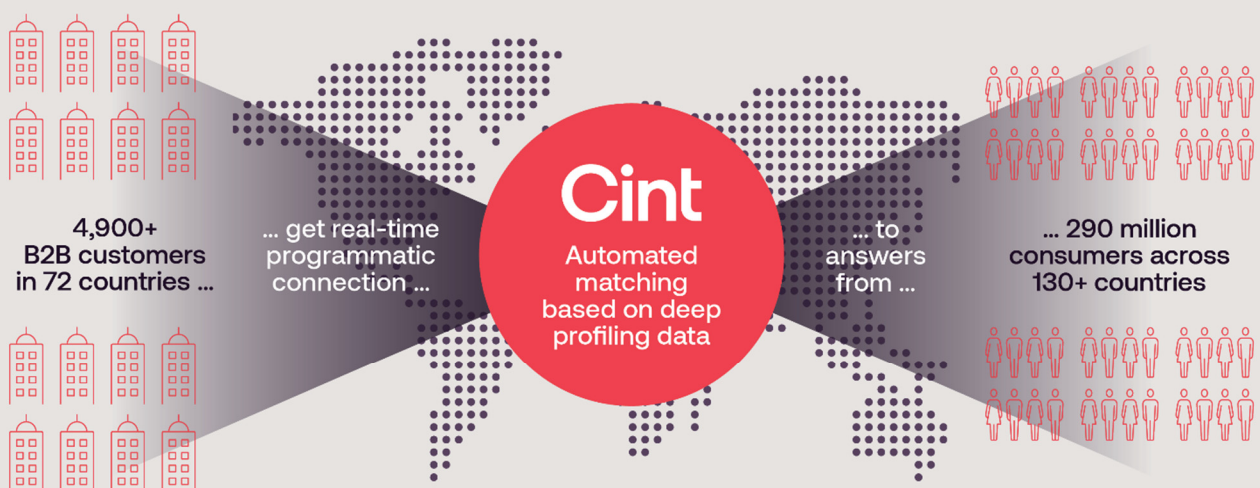 4,900+
B2B customers
in 72 countries ...
... get real-time
programmatic
connection ...
Cint
Automated
matching
based on deep
profiling data
... to
answers
from ...
... 290 million
consumers across
130+ countries